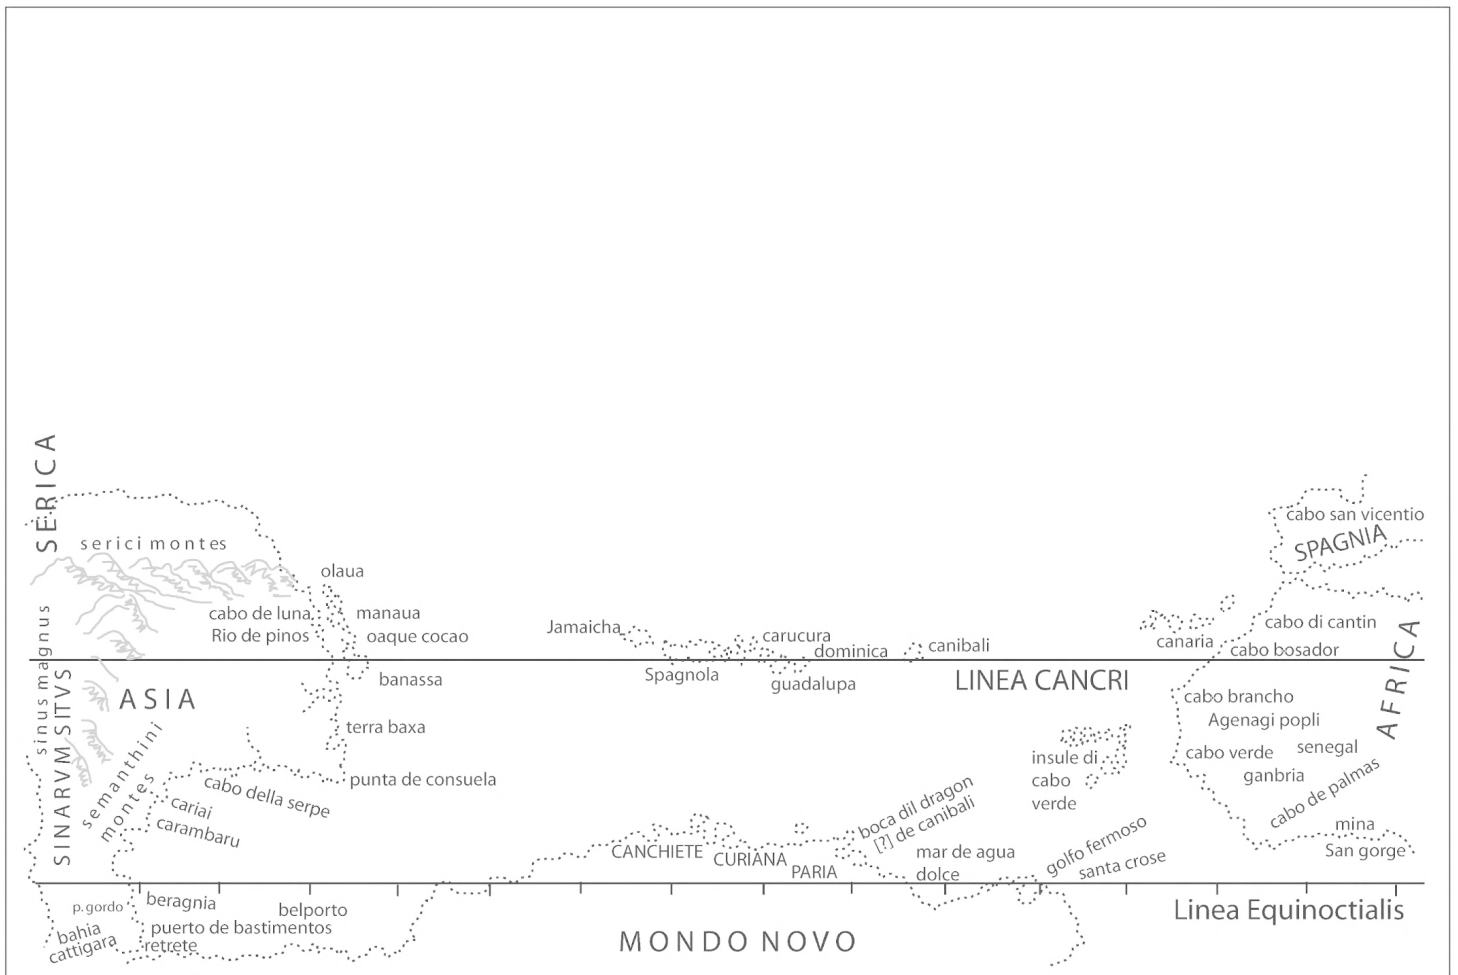 SERICA
serici montes
cabo san vicentio
SPAGNIA
olaua
cabo de luna
manaua
Rio de pinos
oaque cocao
banassa
Jamaicha
carucura
dominica
canibali
Spagnola
guadalupa
canaria
cabo di cantin
cabo bosador
LINEA CANCRI
AFRICA
sinus magnus
SINARVM SITVS
ASIA
semanthini
montes
terra baxa
punta de consuela
cabo della serpe
cariai
carambaru
cabo brancho
Agenagi popli
cabo verde
senegal
ganbria
cabo de palmas
mina
San gorge
insule di
cabo
verde
boca dil dragon
[?] de canibali
CANCHIETE
CURIANA
PARIA
mar de agua
dolce
golfo fermoso
santa crose
Linea Equinoctialis
p. gordo
beragnia
belporto
bahia
cattigara
puerto de bastimentos
retrete
MONDO NOVO